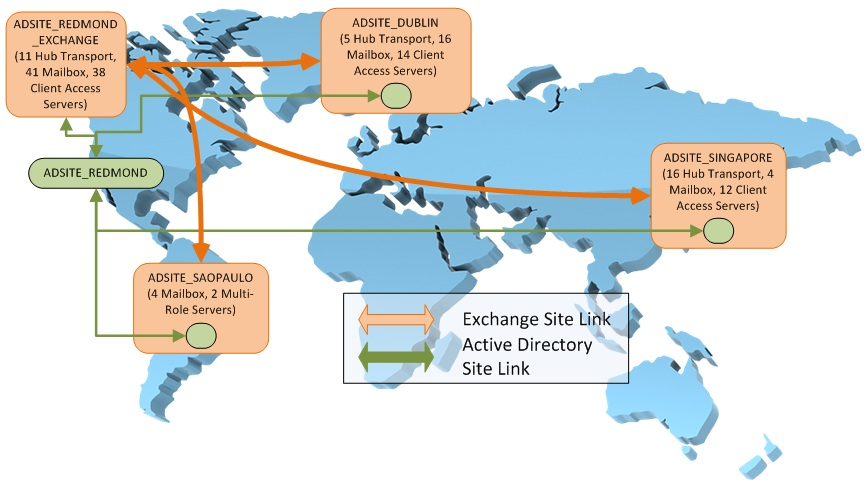 ADSITE_REDMOND
_EXCHANGE
(11 Hub Transport,
41 Mailbox, 38
Client Access
Servers)
ADSITE_DUBLIN
(5 Hub Transport, 16
Mailbox, 14 Client
Access Servers)
ADSITE_REDMOND
ADSITE_SINGAPORE
(16 Hub Transport, 4
Mailbox, 12 Client
Access Servers)
ADSITE_SAOPAULO
(4 Mailbox, 2 Multi-
Role Servers)
Exchange Site Link
Active Directory
Site Link